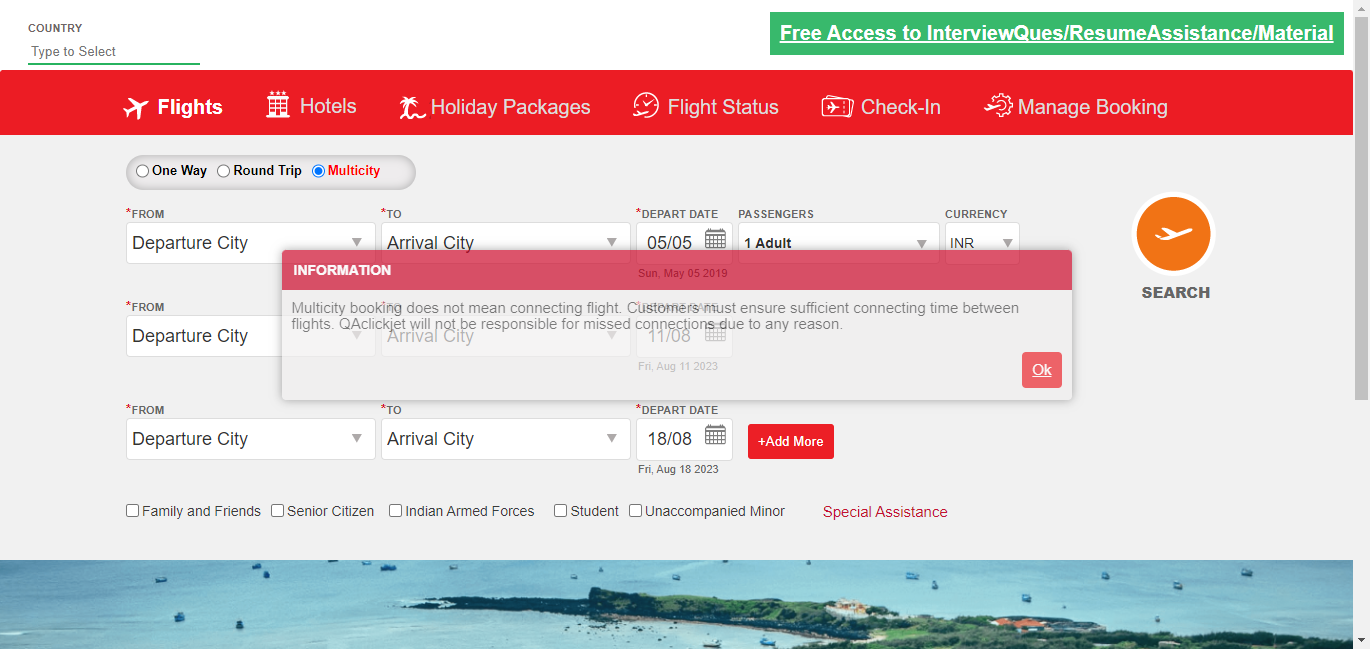 COUNTRY
Type to Select
Free Access to InterviewQues/ResumeAssistance/Material
Flights
Hotels
Holiday Packages
Flight Status
Check-In
Manage Booking
One Way
Round Trip
Multicity
*FROM
*TO
*DEPART DATE
PASSENGERS
CURRENCY
Departure City
Arrival City
05/05
1 Adult
INR
Sun, May 05 2019
SEARCH
INFORMATION
Multicity booking does not mean connecting flight. Customers must ensure sufficient connecting time between
flights. QAclickjet will not be responsible for missed connections due to any reason.
Ok
*FROM
*TO
*DEPART DATE
Departure City
Arrival City
11/08
Fri, Aug 11 2023
*FROM
*TO
*DEPART DATE
Departure City
Arrival City
18/08
+Add More
Fri, Aug 18 2023
Family and Friends
Senior Citizen
Indian Armed Forces
Student
Unaccompanied Minor
Special Assistance